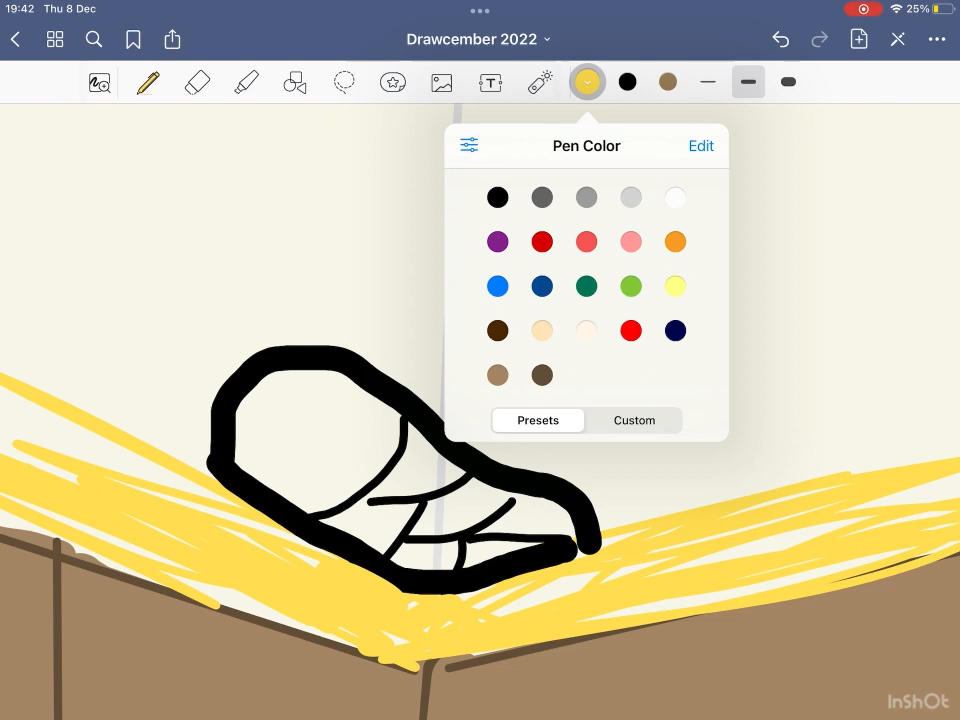 19:42 Thu 8 Dec
25%
Drawcember 2022
T
Pen Color
Edit
Presets
Custom
InShOt